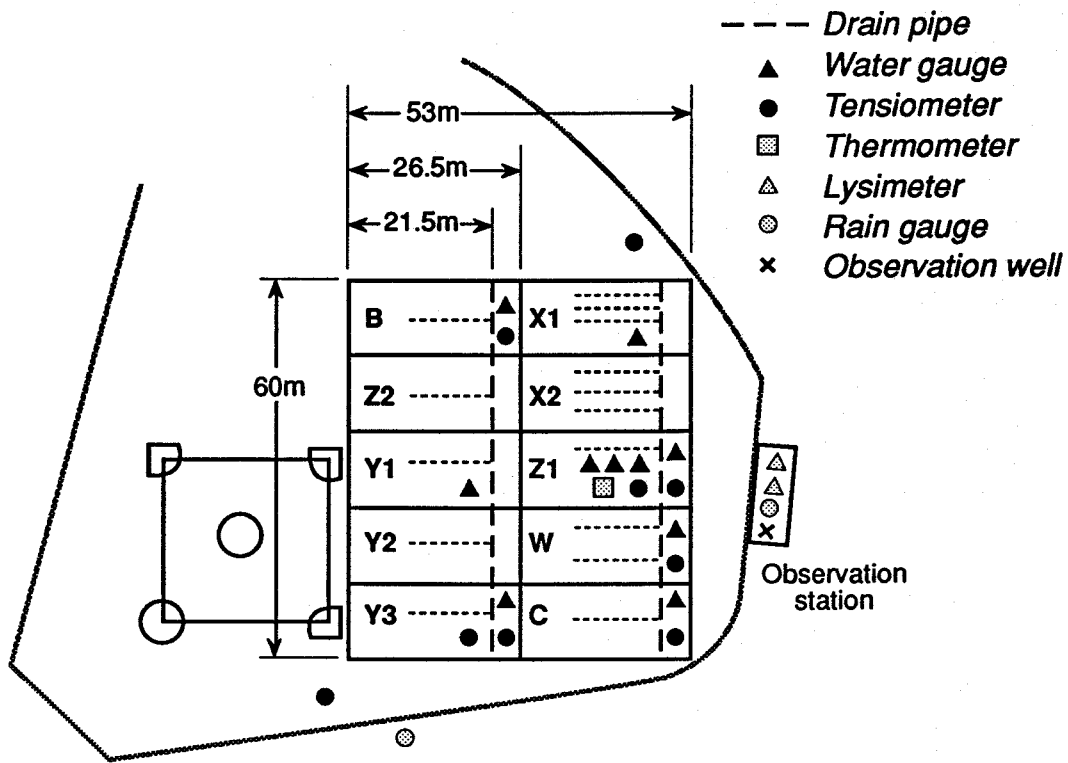 Drain pipe
Water gauge
Tensiometer
Thermometer
Lysimeter
Rain gauge
Observation well
53m
26.5m
21.5m
60m
B
X1
Z2
X2
Y1
Z1
Y2
W
Y3
C
Observation
station